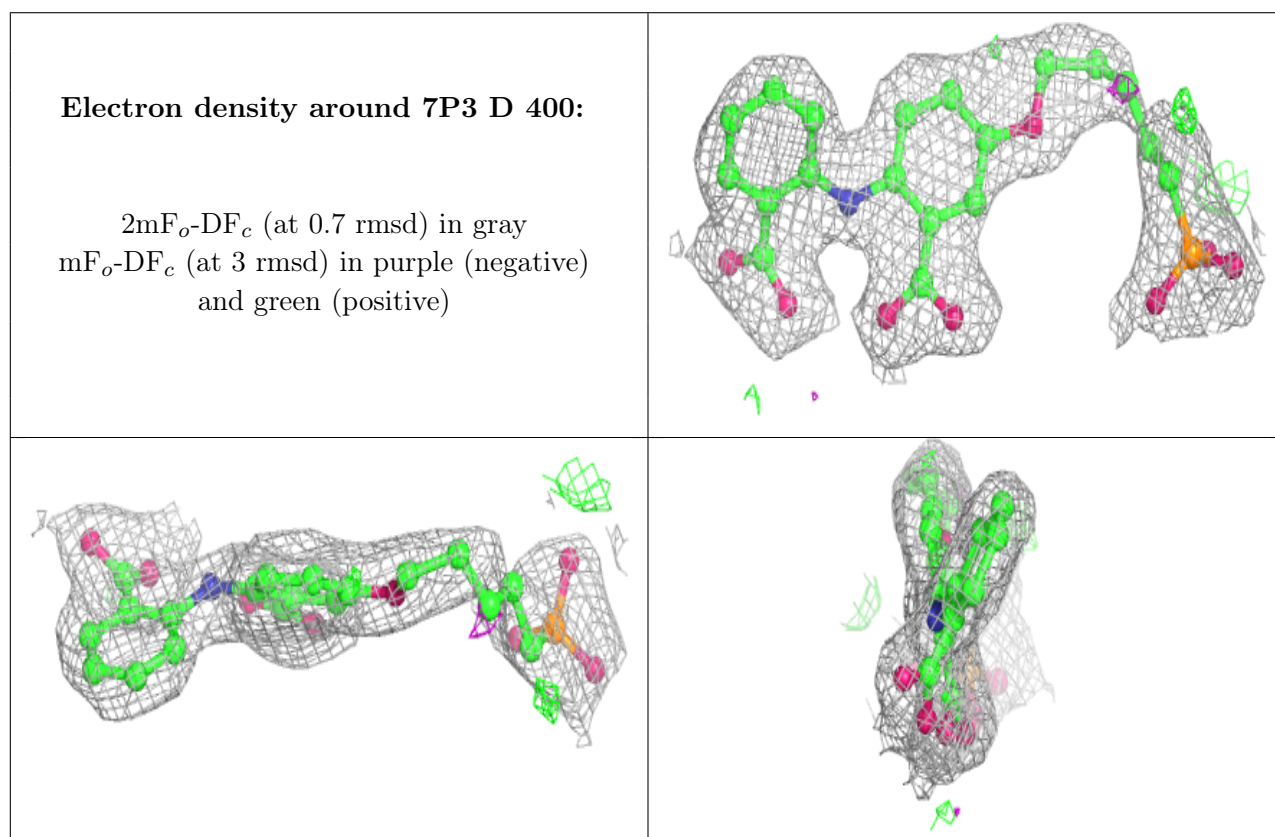 Electron density around 7P3 D 400:
2mFo-DFc (at 0.7 rmsd) in gray
mFo-DFc (at 3 rmsd) in purple (negative)
and green (positive)